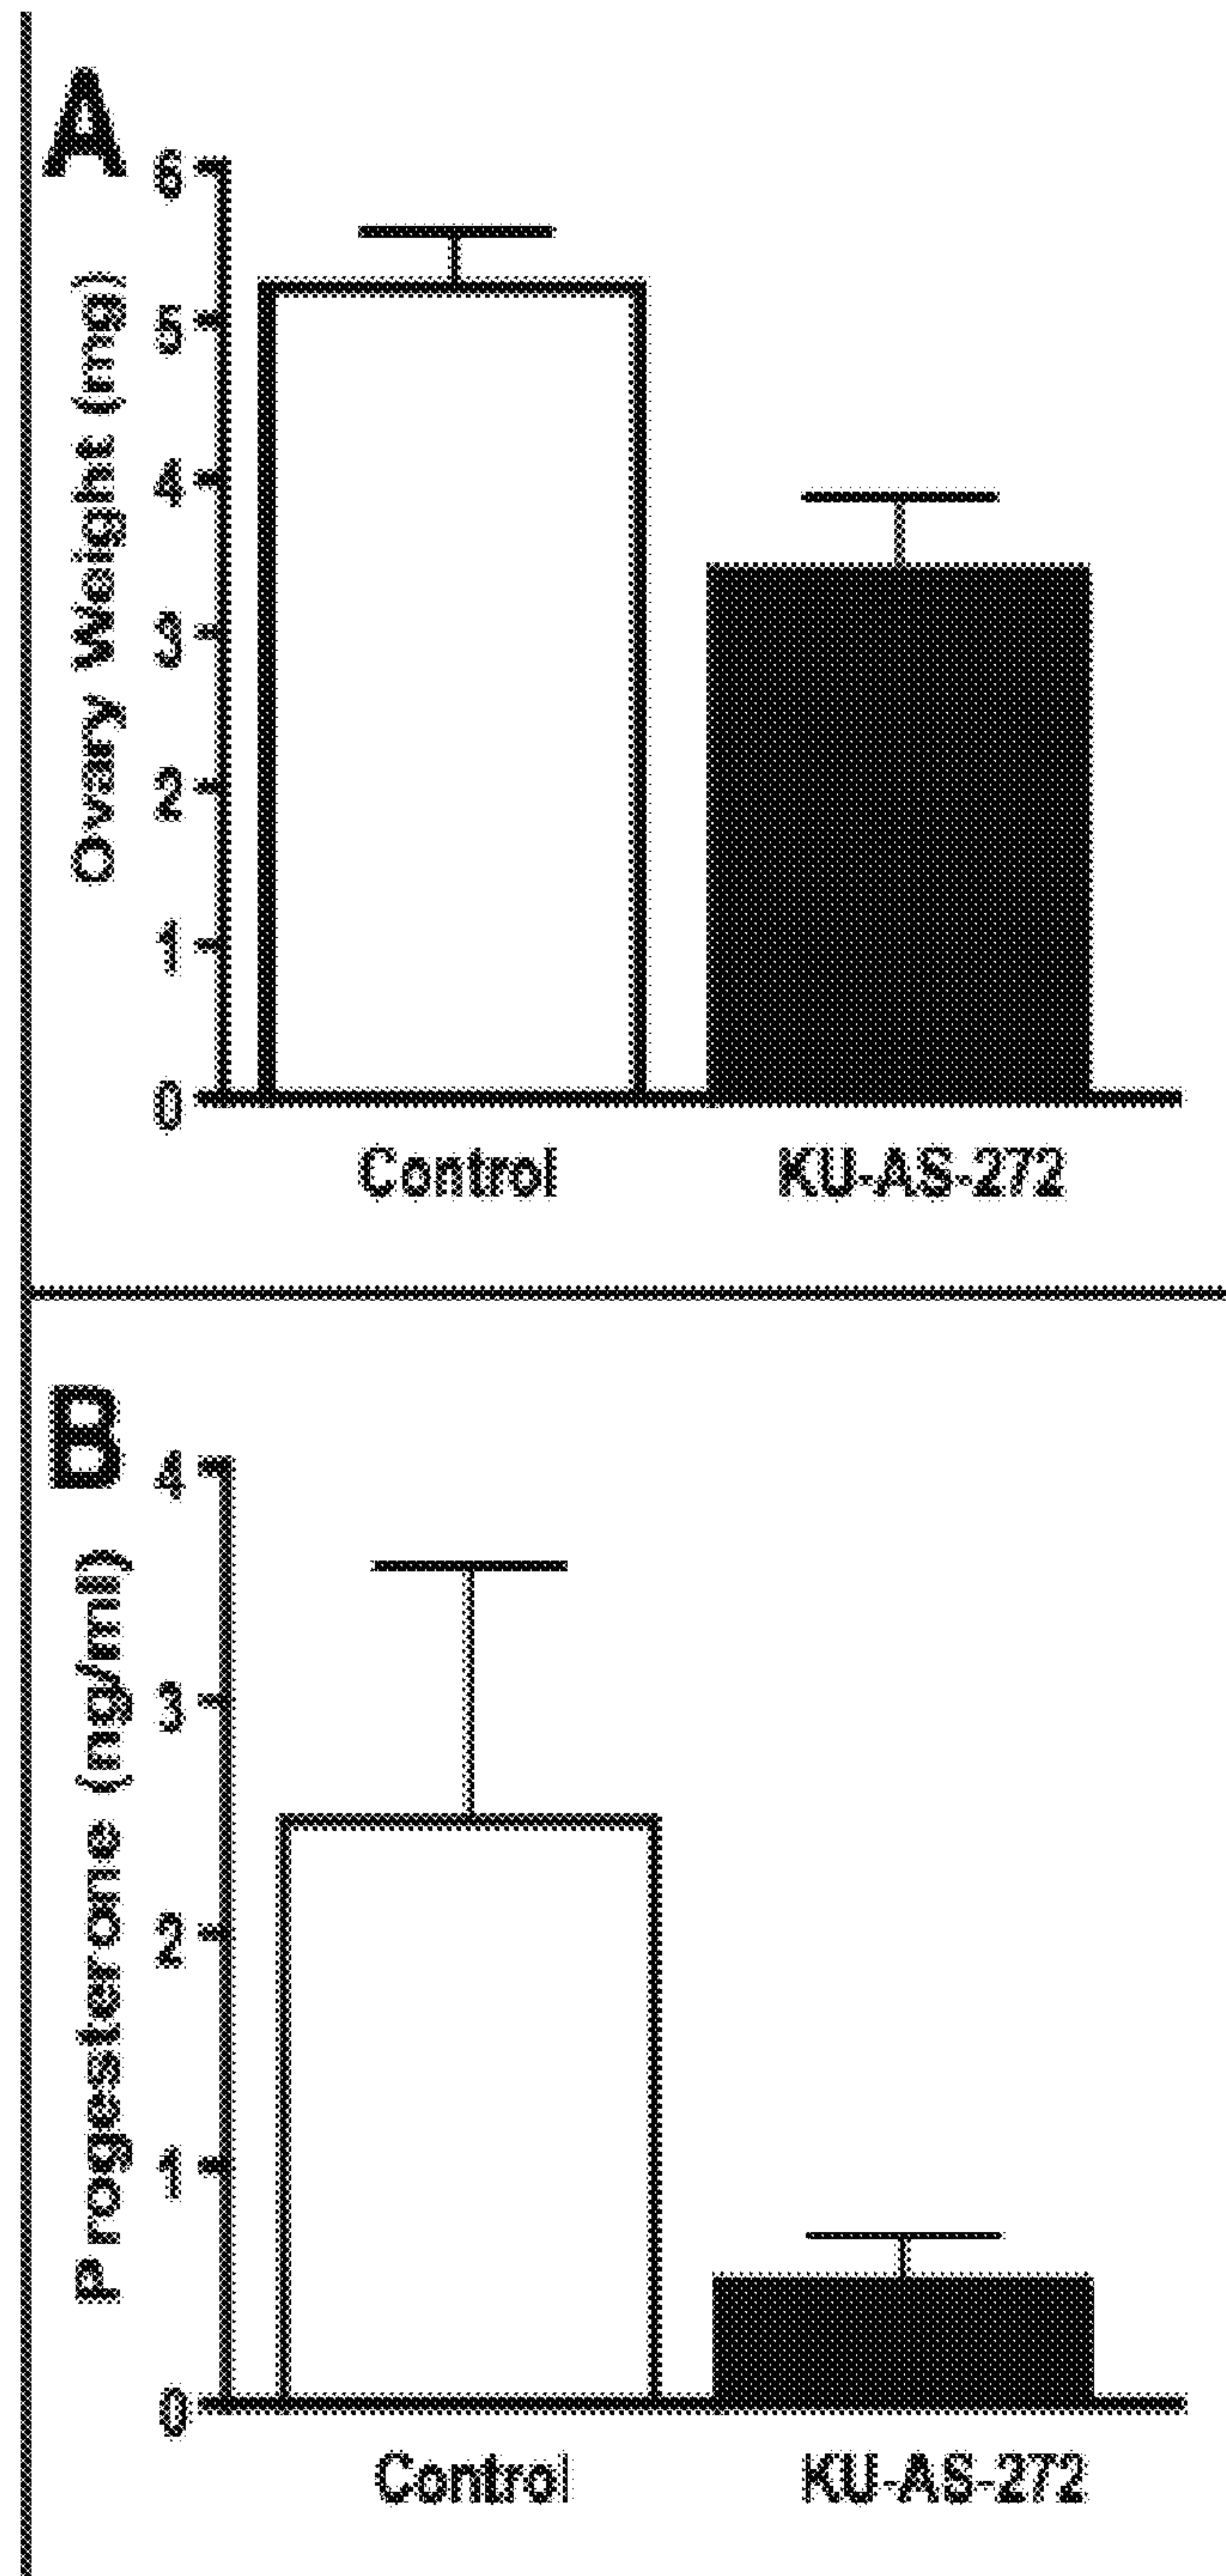 A
Ovary Weight (mg)
6
5
4
3
2
1
0
Control KU-AS-272
B
Progesterone (ng/ml)
4
3
2
1
0
Control KU-AS-272